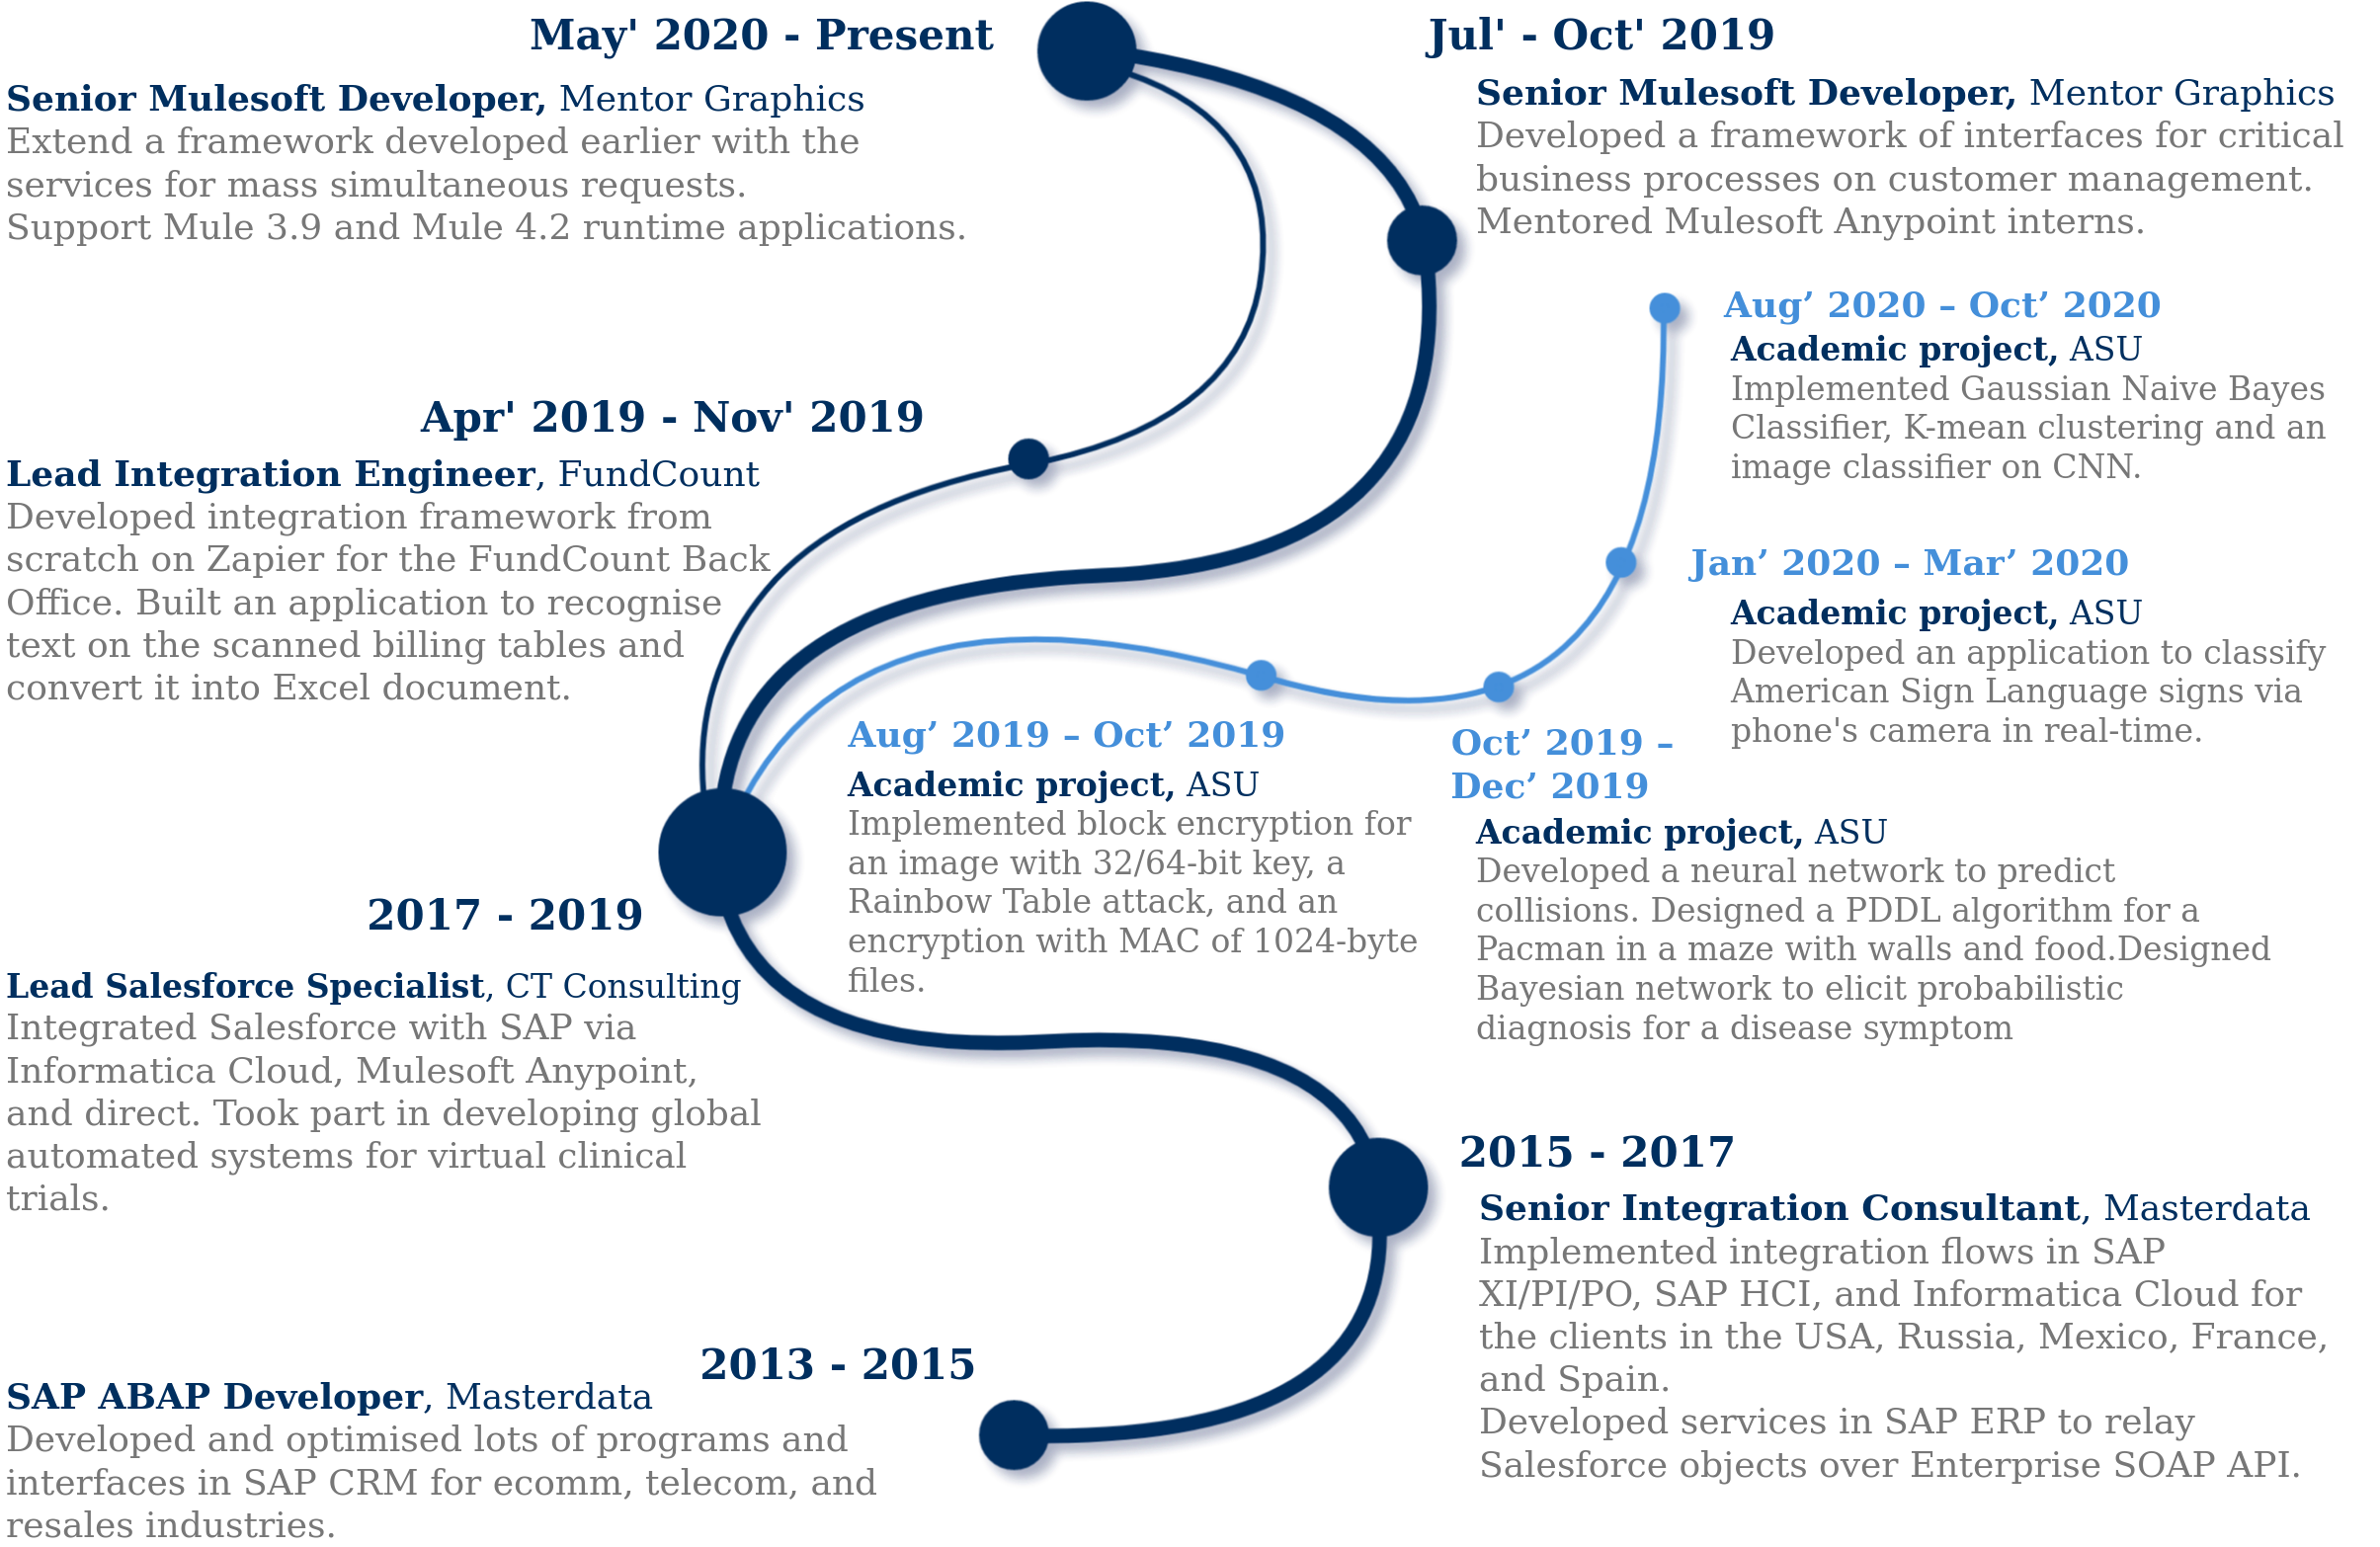 May' 2020 - Present
Senior Mulesoft Developer, Mentor Graphics
Extend a framework developed earlier with the
services for mass simultaneous requests.
Support Mule 3.9 and Mule 4.2 runtime applications.
Jul' - Oct' 2019
Senior Mulesoft Developer, Mentor Graphics
Developed a framework of interfaces for critical
business processes on customer management.
Mentored Mulesoft Anypoint interns.
Aug’ 2020 – Oct’ 2020
Academic project, ASU
Implemented Gaussian Naive Bayes
Classifier, K-mean clustering and an
image classifier on CNN.
Apr' 2019 - Nov' 2019
Lead Integration Engineer, FundCount
Developed integration framework from
scratch on Zapier for the FundCount Back
Office. Built an application to recognise
text on the scanned billing tables and
convert it into Excel document.
Jan’ 2020 – Mar’ 2020
Academic project, ASU
Developed an application to classify
American Sign Language signs via
phone's camera in real-time.
Aug’ 2019 – Oct’ 2019
Academic project, ASU
Implemented block encryption for
an image with 32/64-bit key, a
Rainbow Table attack, and an
encryption with MAC of 1024-byte
files.
Oct’ 2019 –
Dec’ 2019
Academic project, ASU
Developed a neural network to predict
collisions. Designed a PDDL algorithm for a
Pacman in a maze with walls and food.Designed
Bayesian network to elicit probabilistic
diagnosis for a disease symptom
2017 - 2019
Lead Salesforce Specialist, CT Consulting
Integrated Salesforce with SAP via
Informatica Cloud, Mulesoft Anypoint,
and direct. Took part in developing global
automated systems for virtual clinical
trials.
2015 - 2017
Senior Integration Consultant, Masterdata
Implemented integration flows in SAP
XI/PI/PO, SAP HCI, and Informatica Cloud for
the clients in the USA, Russia, Mexico, France,
and Spain.
Developed services in SAP ERP to relay
Salesforce objects over Enterprise SOAP API.
2013 - 2015
SAP ABAP Developer, Masterdata
Developed and optimised lots of programs and
interfaces in SAP CRM for ecomm, telecom, and
resales industries.